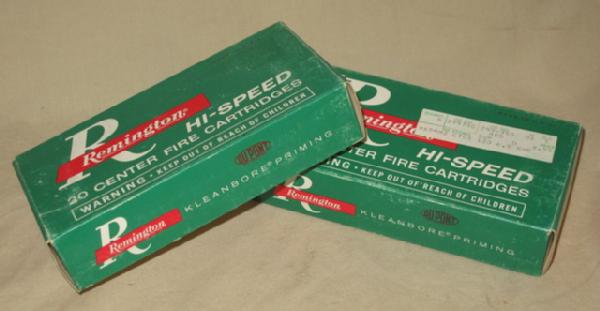 R
Remington®
HI-SPEED
20 CENTER FIRE CARTRIDGES
WARNING - KEEP OUT OF REACH OF CHILDREN
R
Remington
DU PONT
KLEANBORE® PRIMING
R
Remington
HI-SPEED
CENTER FIRE CARTRIDGES
WARNING • KEEP OUT OF REACH OF CHILDREN
R
Remington
KLEANBORE® PRIMING
DU PONT